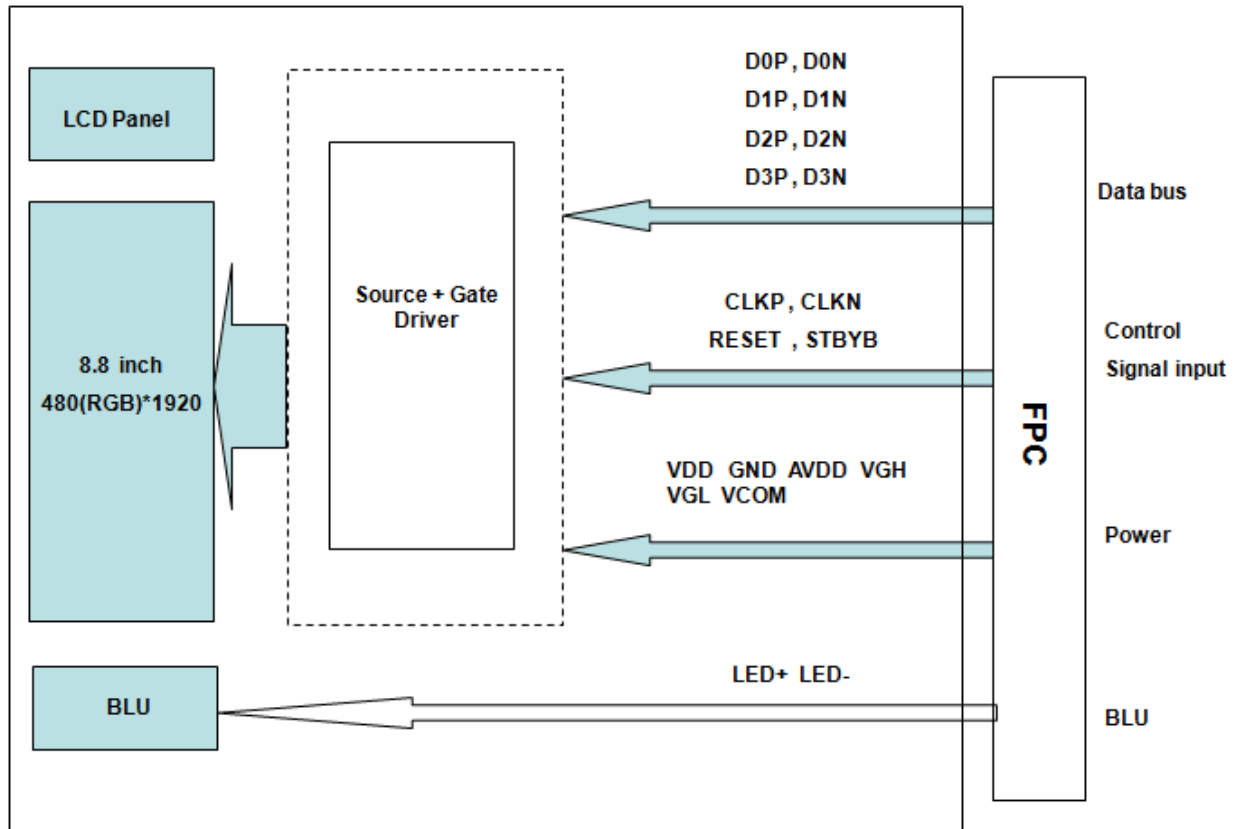 LCD Panel
8.8 inch
480(RGB)*1920
BLU
Source + Gate
Driver
D0P , D0N
D1P , D1N
D2P , D2N
D3P , D3N
CLKP , CLKN
RESET , STBYB
VDD GND AVDD VGH
VGL VCOM
LED+ LED-
FPC
Data bus
Control
Signal input
Power
BLU